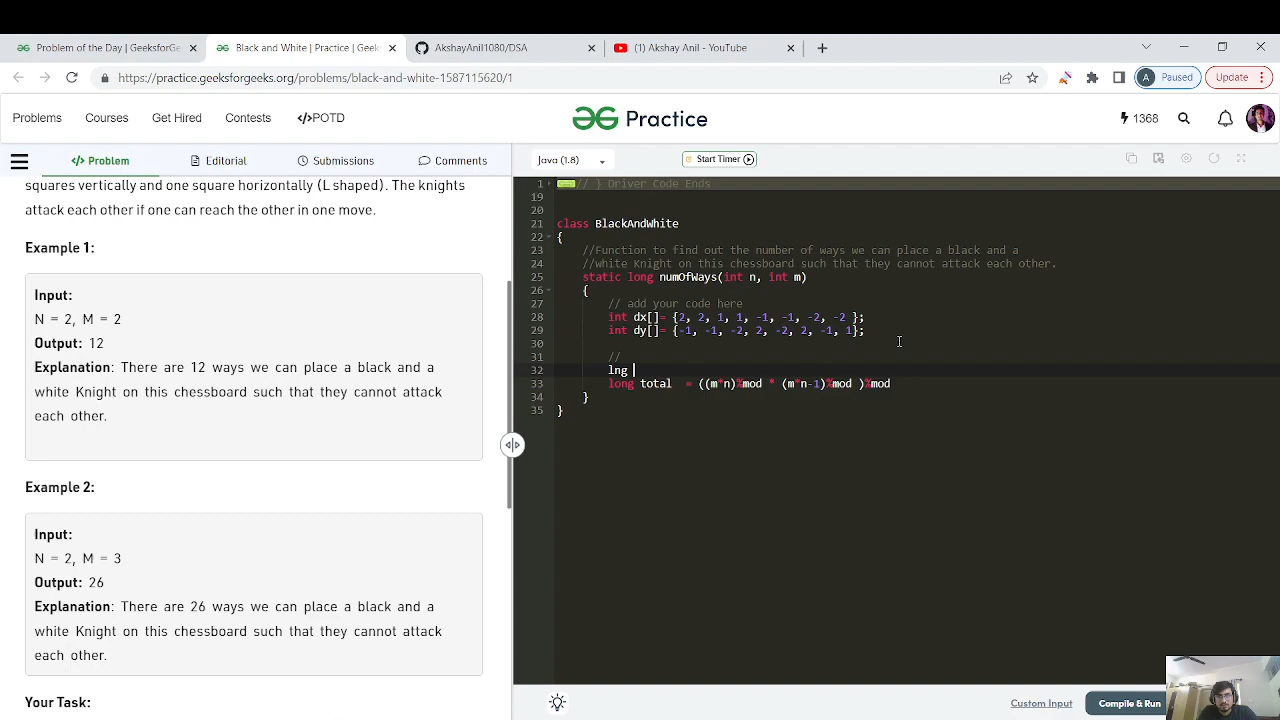 Problem of the Day | GeeksforGe
Black and White | Practice | Geek
AkshayAnil1080/DSA
(1) Akshay Anil - YouTube
https://practice.geeksforgeeks.org/problems/black-and-white-1587115620/1
A Paused
Update
Problems Courses Get Hired Contests </>POTD
Practice
1368
</> Problem
Editorial
Submissions
Comments
Java (1.8)
Start Timer
squares vertically and one square horizontally (L shaped). The knights
attack each other if one can reach the other in one move.
Example 1:
Input:
N = 2, M = 2
Output: 12
Explanation: There are 12 ways we can place a black and a
white Knight on this chessboard such that they cannot attack
each other.
Example 2:
Input:
N = 2, M = 3
Output: 26
Explanation: There are 26 ways we can place a black and a
white Knight on this chessboard such that they cannot attack
each other.
Your Task:
1 // } Driver Code Ends
19
20
21 class BlackAndWhite
22 {
23 //Function to find out the number of ways we can place a black and a
24 //white Knight on this chessboard such that they cannot attack each other.
25 static long numOfWays(int n, int m)
26 {
27 // add your code here
28 int dx[]= {2, 2, 1, 1, -1, -1, -2, -2 };
29 int dy[]= {-1, -1, -2, 2, -2, 2, -1, 1};
30
31 //
32 lng
33 long total = ((m*n)%mod * (m*n-1)%mod )%mod
34 }
35 }
Custom Input
Compile & Run